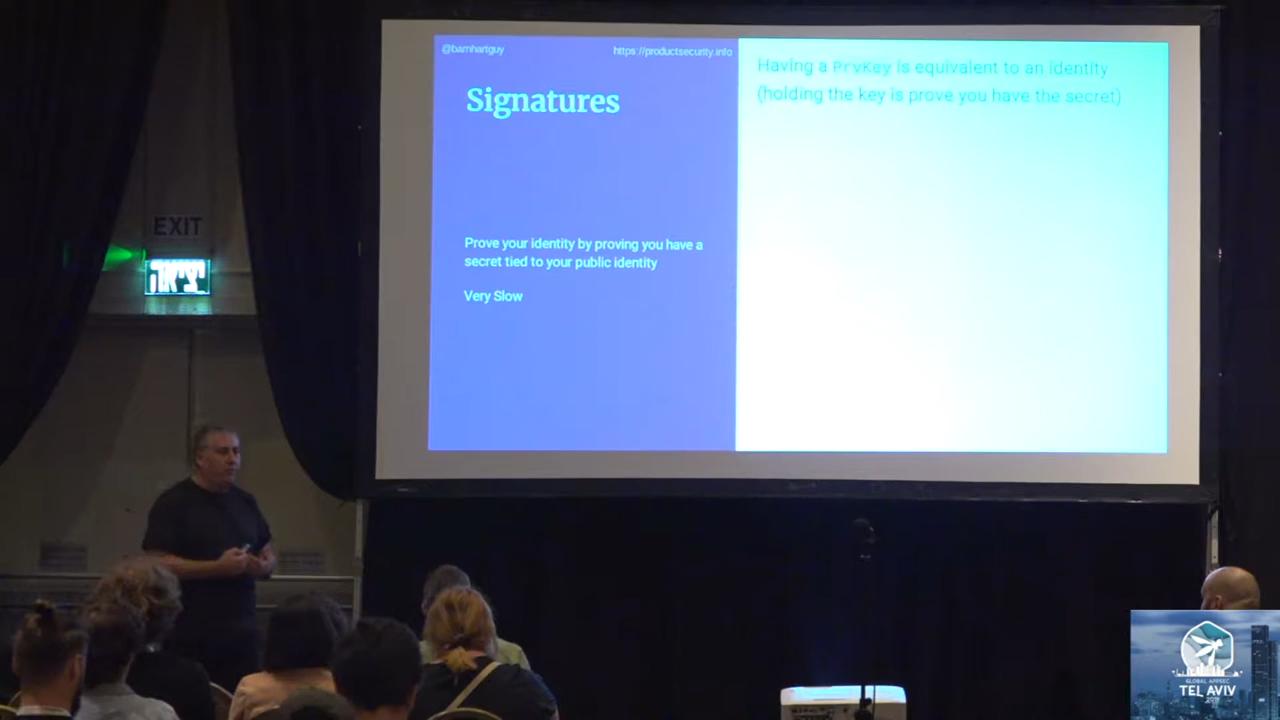 @barnhartguy
https://productsecurity.info
Signatures
Prove your identity by proving you have a
secret tied to your public identity
Very Slow
Having a PrvKey is equivalent to an identity
(holding the key is prove you have the secret)
EXIT
GLOBAL APPSEC
TEL AVIV